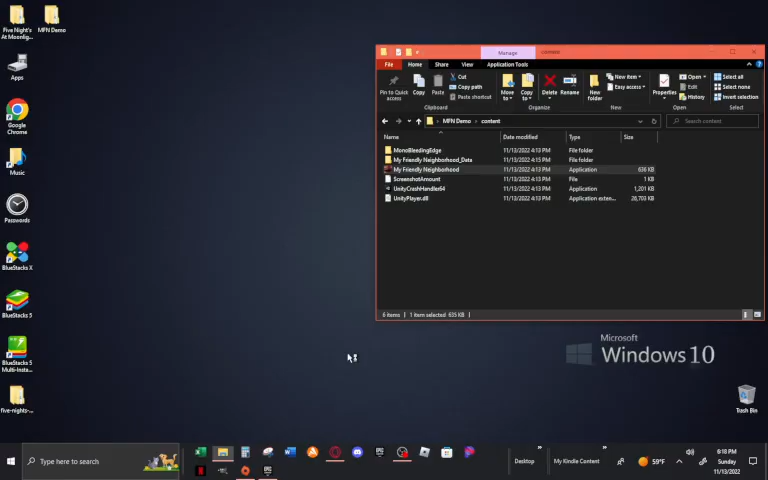 Five Night's
At Moonlig...
MFN Demo
Apps
Google
Chrome
Music
Passwords
BlueStacks X
BlueStacks 5
BlueStacks 5
Multi-Insta...
five-nights-...
Manage
content
File
Home
Share
View
Application Tools
Pin to Quick
access
Copy
Paste
Cut
Copy path
Paste shortcut
Clipboard
Move
to
Copy
to
Delete
Rename
Organize
New
folder
New item
Easy access
New
Properties
Open
Edit
History
Open
Select all
Select none
Invert selection
Select
MFN Demo
content
Search content
Name
Date modified
Type
Size
MonoBleedingEdge 11/13/2022 4:13 PM File folder
My Friendly Neighborhood_Data 11/13/2022 4:15 PM File folder
My Friendly Neighborhood 11/13/2022 4:13 PM Application 636 KB
ScreenshotAmount 11/13/2022 4:13 PM File 1 KB
UnityCrashHandler64 11/13/2022 4:13 PM Application 1,201 KB
UnityPlayer.dll 11/13/2022 4:13 PM Application exten... 26,703 KB
6 items
1 item selected 635 KB
Microsoft
Windows 10
Trash Bin
Type here to search
Desktop
My Kindle Content
59°F
6:18 PM
Sunday
11/13/2022